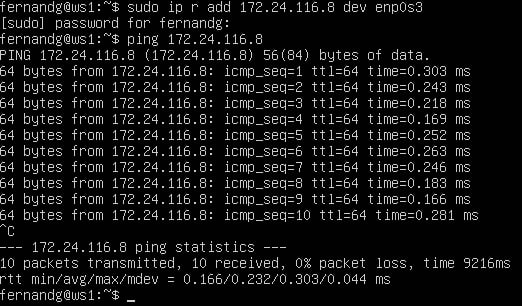 fernandg@ws1:~$ sudo ip r add 172.24.116.8 dev enp0s3
[sudo] password for fernandg:
fernandg@ws1:~$ ping 172.24.116.8
PING 172.24.116.8 (172.24.116.8) 56(84) bytes of data.
64 bytes from 172.24.116.8: icmp_seq=1 ttl=64 time=0.303 ms
64 bytes from 172.24.116.8: icmp_seq=2 ttl=64 time=0.243 ms
64 bytes from 172.24.116.8: icmp_seq=3 ttl=64 time=0.218 ms
64 bytes from 172.24.116.8: icmp_seq=4 ttl=64 time=0.169 ms
64 bytes from 172.24.116.8: icmp_seq=5 ttl=64 time=0.252 ms
64 bytes from 172.24.116.8: icmp_seq=6 ttl=64 time=0.263 ms
64 bytes from 172.24.116.8: icmp_seq=7 ttl=64 time=0.246 ms
64 bytes from 172.24.116.8: icmp_seq=8 ttl=64 time=0.183 ms
64 bytes from 172.24.116.8: icmp_seq=9 ttl=64 time=0.166 ms
64 bytes from 172.24.116.8: icmp_seq=10 ttl=64 time=0.281 ms
^C
--- 172.24.116.8 ping statistics ---
10 packets transmitted, 10 received, 0% packet loss, time 9216ms
rtt min/avg/max/mdev = 0.166/0.232/0.303/0.044 ms
fernandg@ws1:~$ _